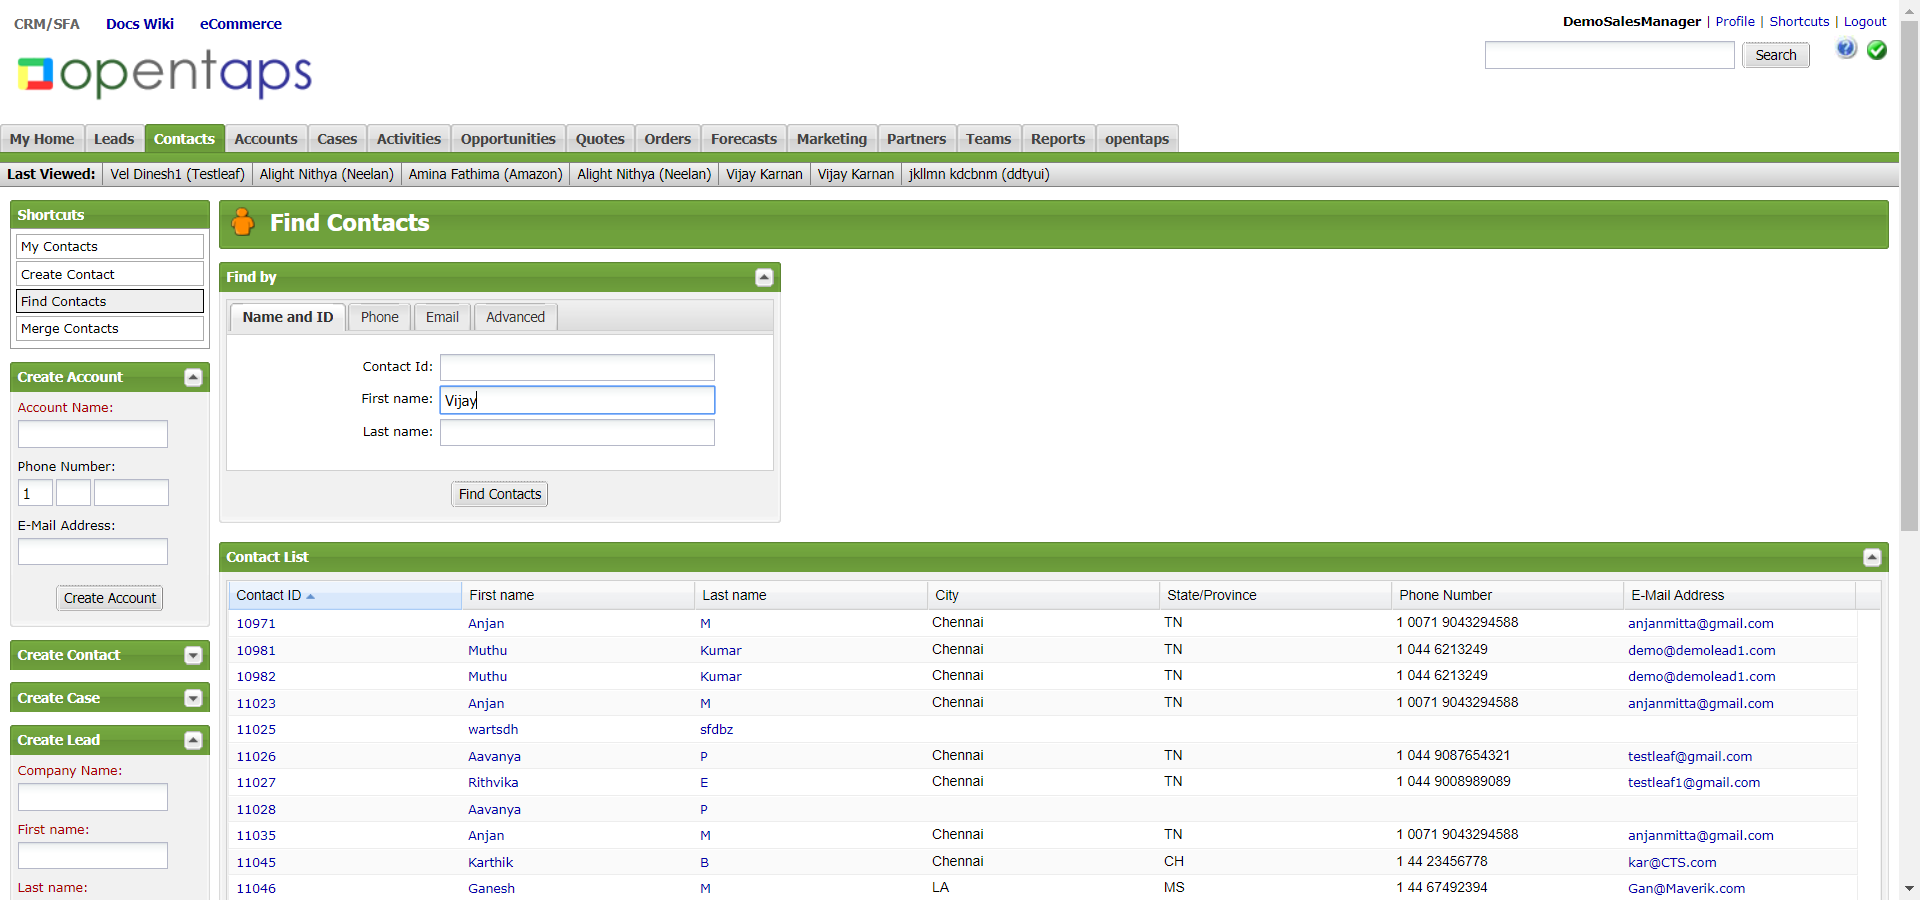 CRM/SFA Docs Wiki eCommerce
DemoSalesManager | Profile | Shortcuts | Logout
opentaps
Search
My Home Leads Contacts Accounts Cases Activities Opportunities Quotes Orders Forecasts Marketing Partners Teams Reports opentaps
Last Viewed: Vel Dinesh1 (Testleaf) Alight Nithya (Neelan) Amina Fathima (Amazon) Alight Nithya (Neelan) Vijay Karnan Vijay Karnan jkllmn kdcbnm (ddtyui)
Shortcuts
My Contacts
Create Contact
Find Contacts
Merge Contacts
Create Account
Account Name:
Phone Number:
1
E-Mail Address:
Create Account
Create Contact
Create Case
Create Lead
Company Name:
First name:
Last name:
Find Contacts
Find by
Name and ID Phone Email Advanced
Contact Id:
First name: Vijay
Last name:
Find Contacts
Contact List
Contact ID First name Last name City State/Province Phone Number E-Mail Address
10971 Anjan M Chennai TN 1 0071 9043294588 anjanmitta@gmail.com
10981 Muthu Kumar Chennai TN 1 044 6213249 demo@demolead1.com
10982 Muthu Kumar Chennai TN 1 044 6213249 demo@demolead1.com
11023 Anjan M Chennai TN 1 0071 9043294588 anjanmitta@gmail.com
11025 wartsdh sfdbz
11026 Aavanya P Chennai TN 1 044 9087654321 testleaf@gmail.com
11027 Rithvika E Chennai TN 1 044 9008989089 testleaf1@gmail.com
11028 Aavanya P
11035 Anjan M Chennai TN 1 0071 9043294588 anjanmitta@gmail.com
11045 Karthik B Chennai CH 1 44 23456778 kar@CTS.com
11046 Ganesh M LA MS 1 44 67492394 Gan@Maverik.com